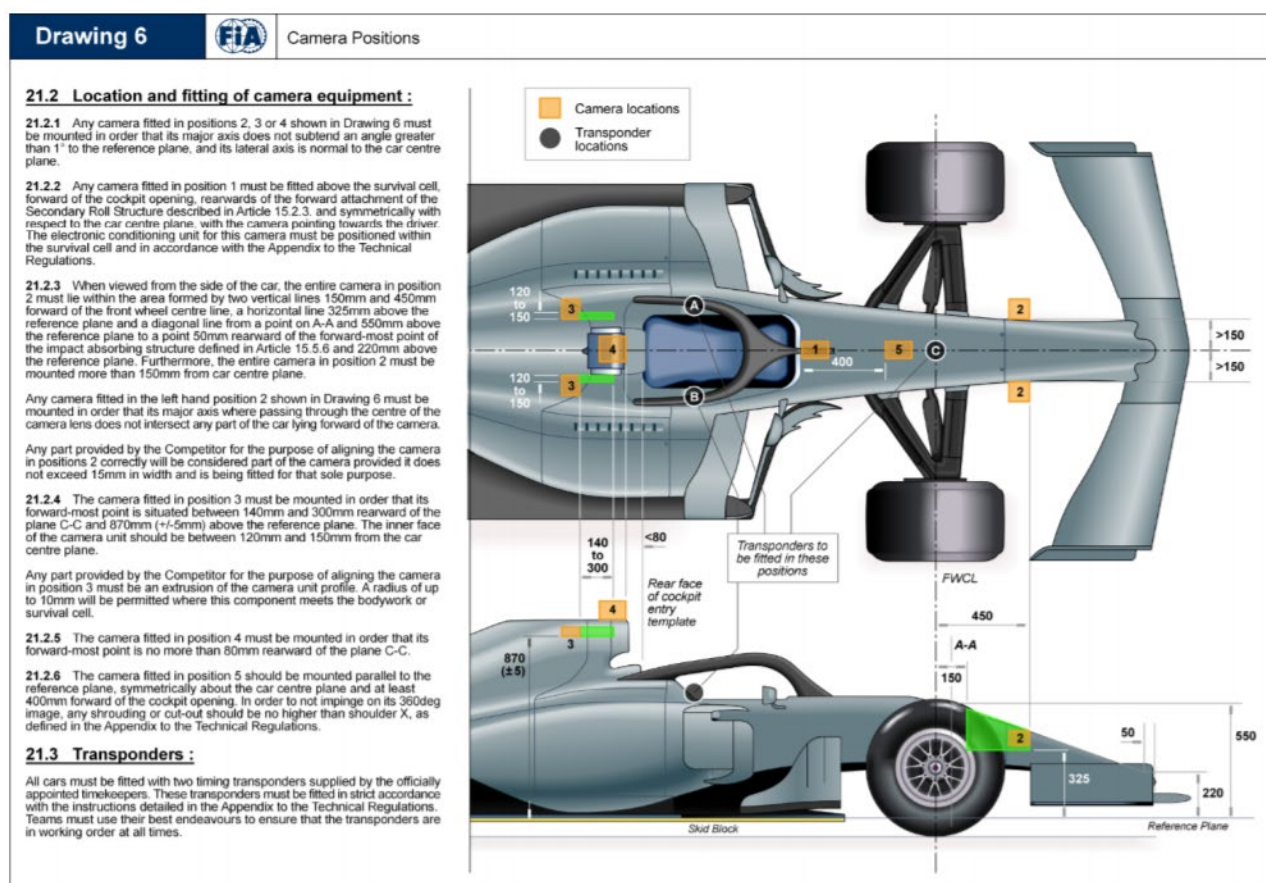 Drawing 6
FiA
Camera Positions
21.2 Location and fitting of camera equipment :
21.2.1 Any camera fitted in positions 2, 3 or 4 shown in Drawing 6 must
be mounted in order that its major axis does not subtend an angle greater
than 1° to the reference plane, and its lateral axis is normal to the car centre
plane.
21.2.2 Any camera fitted in position 1 must be fitted above the survival cell,
forward of the cockpit opening, rearwards of the forward attachment of the
Secondary Roll Structure described in Article 15.2.3. and symmetrically with
respect to the car centre plane, with the camera pointing towards the driver.
The electronic conditioning unit for this camera must be positioned within
the survival cell and in accordance with the Appendix to the Technical
Regulations.
21.2.3 When viewed from the side of the car, the entire camera in position
2 must lie within the area formed by two vertical lines 150mm and 450mm
forward of the front wheel centre line, a horizontal line 325mm above the
reference plane and a diagonal line from a point on A-A and 550mm above
the reference plane to a point 50mm rearward of the forward-most point of
the impact absorbing structure defined in Article 15.5.6 and 220mm above
the reference plane. Furthermore, the entire camera in position 2 must be
mounted more than 150mm from car centre plane.
Any camera fitted in the left hand position 2 shown in Drawing 6 must be
mounted in order that its major axis where passing through the centre of the
camera lens does not intersect any part of the car lying forward of the camera.
Any part provided by the Competitor for the purpose of aligning the camera
in positions 2 correctly will be considered part of the camera provided it does
not exceed 15mm in width and is being fitted for that sole purpose.
21.2.4 The camera fitted in position 3 must be mounted in order that its
forward-most point is situated between 140mm and 300mm rearward of the
plane C-C and 870mm (+/-5mm) above the reference plane. The inner face
of the camera unit should be between 120mm and 150mm from the car
centre plane.
Any part provided by the Competitor for the purpose of aligning the camera
in position 3 must be an extrusion of the camera unit profile. A radius of up
to 10mm will be permitted where this component meets the bodywork or
survival cell.
21.2.5 The camera fitted in position 4 must be mounted in order that its
forward-most point is no more than 80mm rearward of the plane C-C.
21.2.6 The camera fitted in position 5 should be mounted parallel to the
reference plane, symmetrically about the car centre plane and at least
400mm forward of the cockpit opening. In order to not impinge on its 360deg
image, any shrouding or cut-out should be no higher than shoulder X, as
defined in the Appendix to the Technical Regulations.
21.3 Transponders :
All cars must be fitted with two timing transponders supplied by the officially
appointed timekeepers. These transponders must be fitted in strict accordance
with the instructions detailed in the Appendix to the Technical Regulations.
Teams must use their best endeavours to ensure that the transponders are
in working order at all times.
Camera locations
Transponder
locations
120
to
150
3
A
2
4
1
5
C
400
>150
>150
120
to
150
3
B
2
140
to
300
<80
Rear face
of cockpit
entry
template
Transponders to
be fitted in these
positions
FWCL
450
A-A
150
4
3
870
(±5)
2
50
550
325
220
Skid Block
Reference Plane